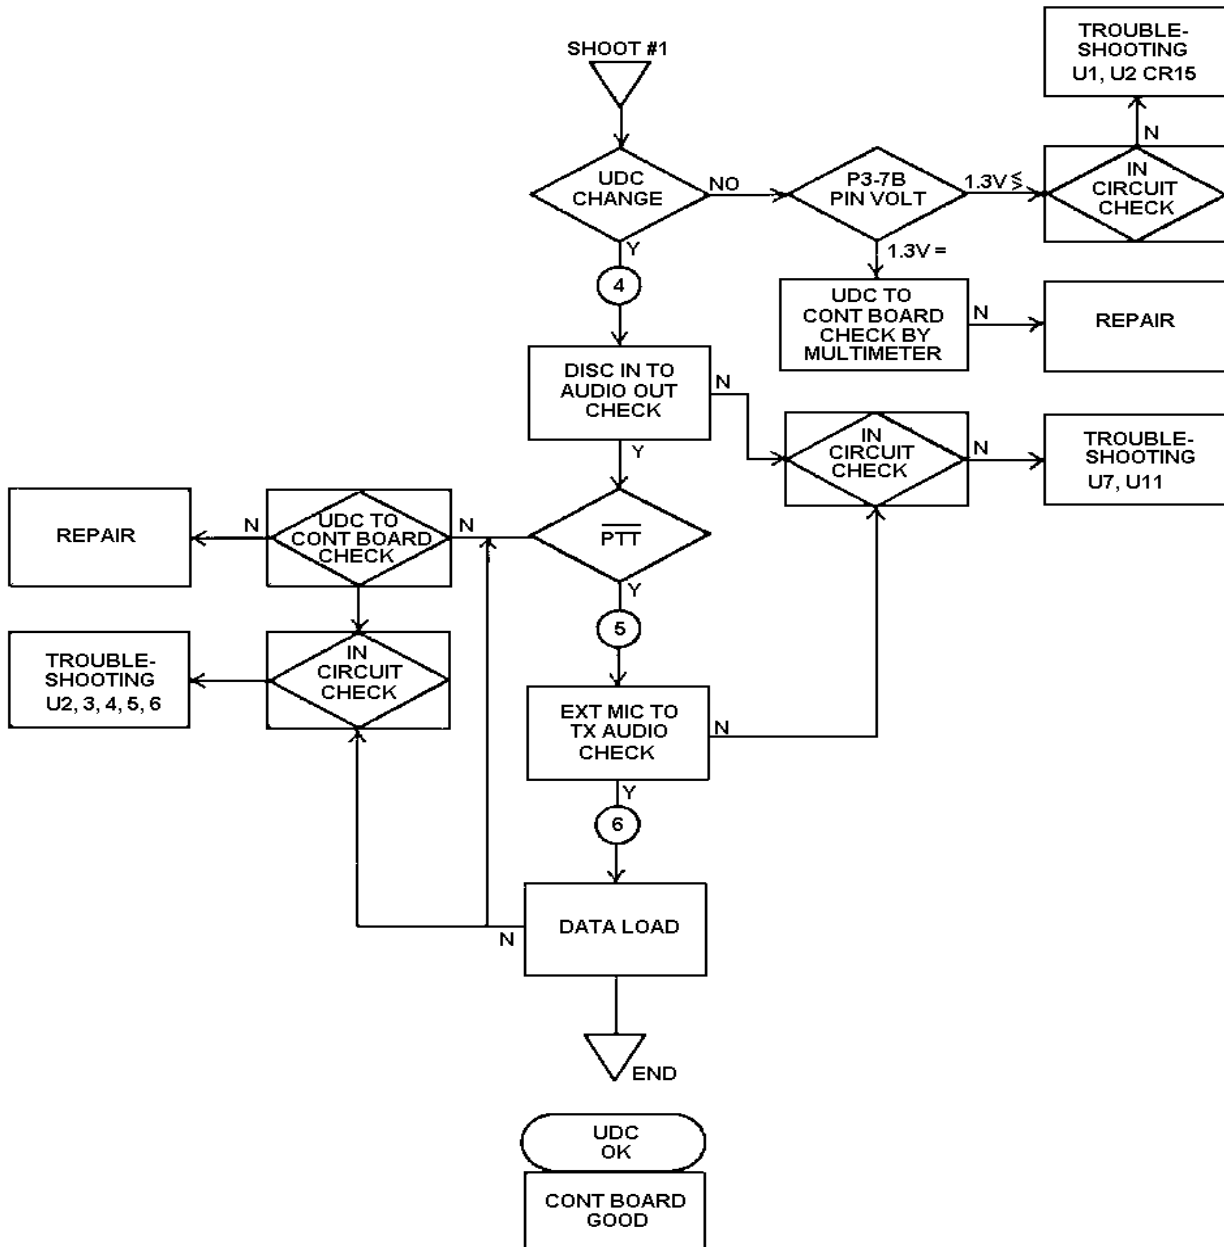 SHOOT #1
TROUBLE-
SHOOTING
U1, U2 CR15
N
UDC
CHANGE
NO
P3-7B
PIN VOLT
1.3V ≶
IN
CIRCUIT
CHECK
Y
1.3V =
4
UDC TO
CONT BOARD
CHECK BY
MULTIMETER
N
REPAIR
DISC IN TO
AUDIO OUT
CHECK
N
Y
IN
CIRCUIT
CHECK
N
TROUBLE-
SHOOTING
U7, U11
REPAIR
N
UDC TO
CONT BOARD
CHECK
N
P̅T̅T̅
Y
5
TROUBLE-
SHOOTING
U2, 3, 4, 5, 6
IN
CIRCUIT
CHECK
EXT MIC TO
TX AUDIO
CHECK
N
Y
6
DATA LOAD
N
END
UDC
OK
CONT BOARD
GOOD